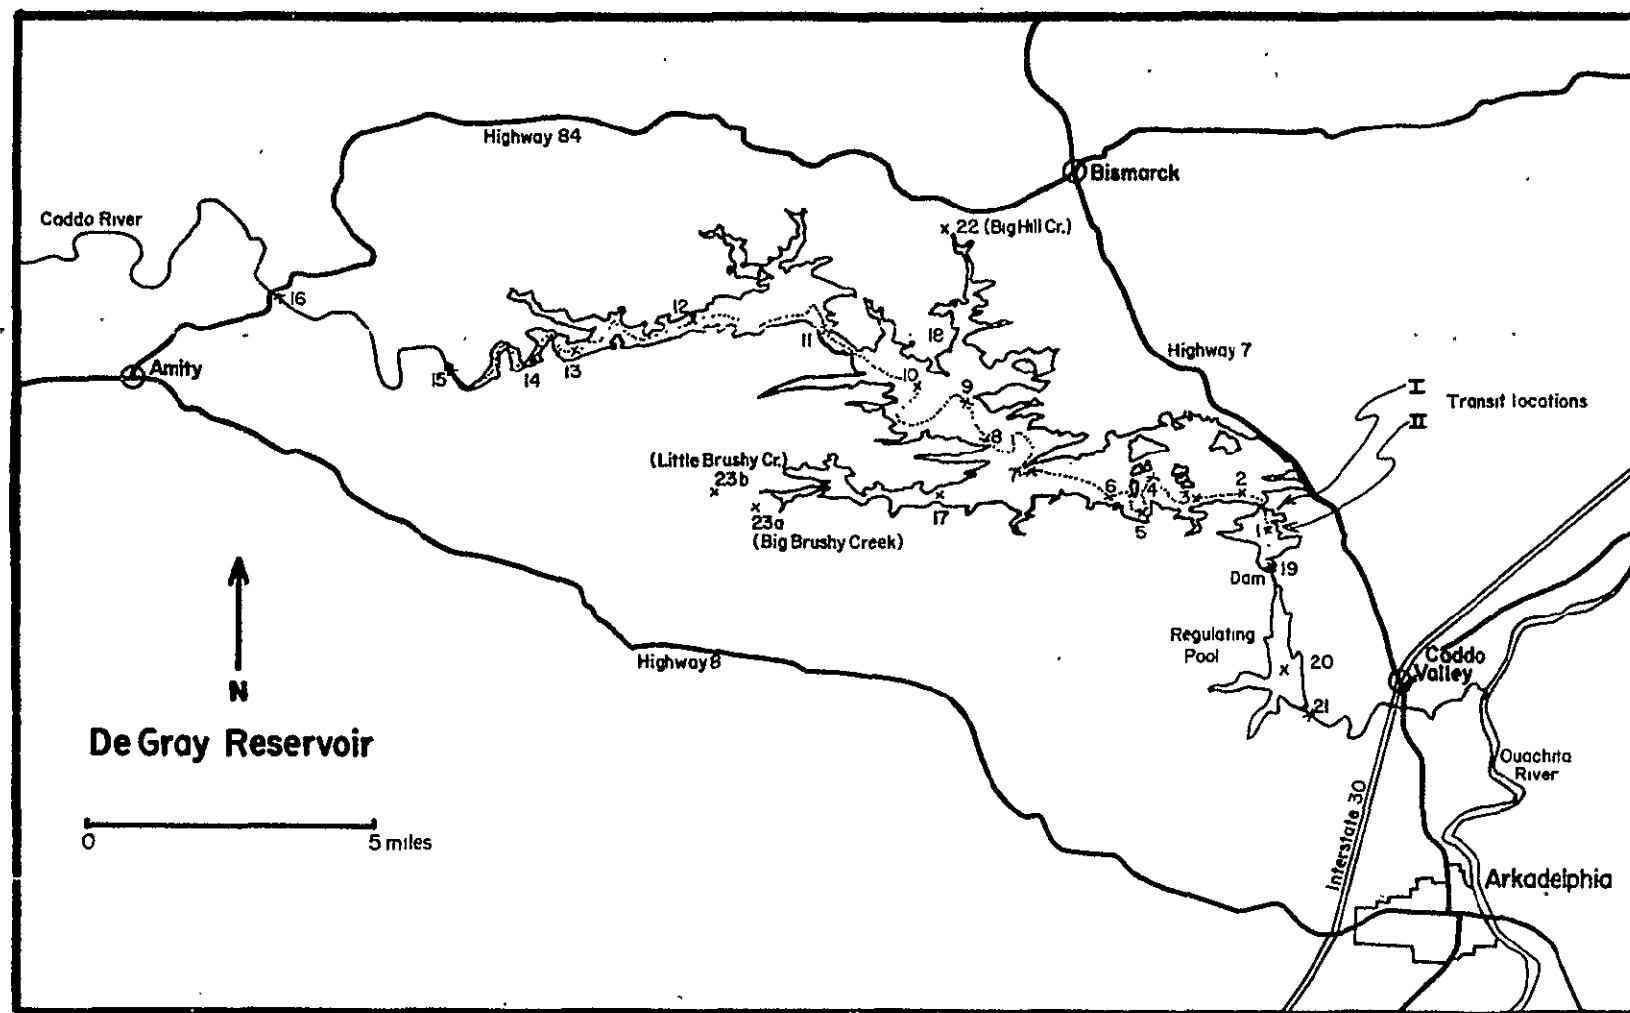 Highway 84
Bismarck
Caddo River
22 (Big Hill Cr.)
16
12
18
11
Highway 7
Amity
15
14
13
10
9
I
Transit locations
II
8
(Little Brushy Cr.)
23b
7
6
4
3
2
23a
17
5
1
(Big Brushy Creek)
Dam
19
Regulating
Pool
20
Caddo
Valley
Highway 8
21
N
De Gray Reservoir
Ouachita
River
0
5 miles
Interstate 30
Arkadelphia